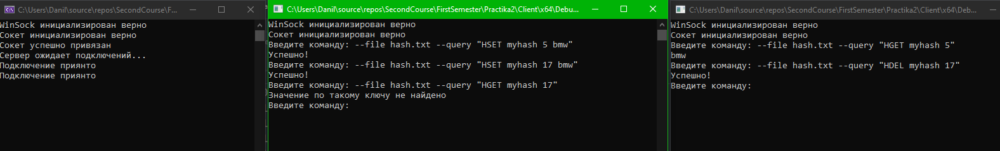 C:\Users\Danil\source\repos\SecondCourse\F...
WinSock инициализирован верно
Сокет инициализирован верно
Сокет успешно привязан
Сервер ожидает подключений...
Подключение приянто
Подключение приянто
C:\Users\Danil\source\repos\SecondCourse\FirstSemester\Practika2\Client\x64\Debu...
WinSock инициализирован верно
Сокет инициализирован верно
Введите команду: --file hash.txt --query "HSET myhash 5 bmw"
Успешно!
Введите команду: --file hash.txt --query "HSET myhash 17 bmw"
Успешно!
Введите команду: --file hash.txt --query "HGET myhash 17"
Значение по такому ключу не найдено
Введите команду:
C:\Users\Danil\source\repos\SecondCourse\FirstSemester\Practika2\Client\x64\Deb...
WinSock инициализирован верно
Сокет инициализирован верно
Введите команду: --file hash.txt --query "HGET myhash 5"
bmw
Введите команду: --file hash.txt --query "HDEL myhash 17"
Успешно!
Введите команду: